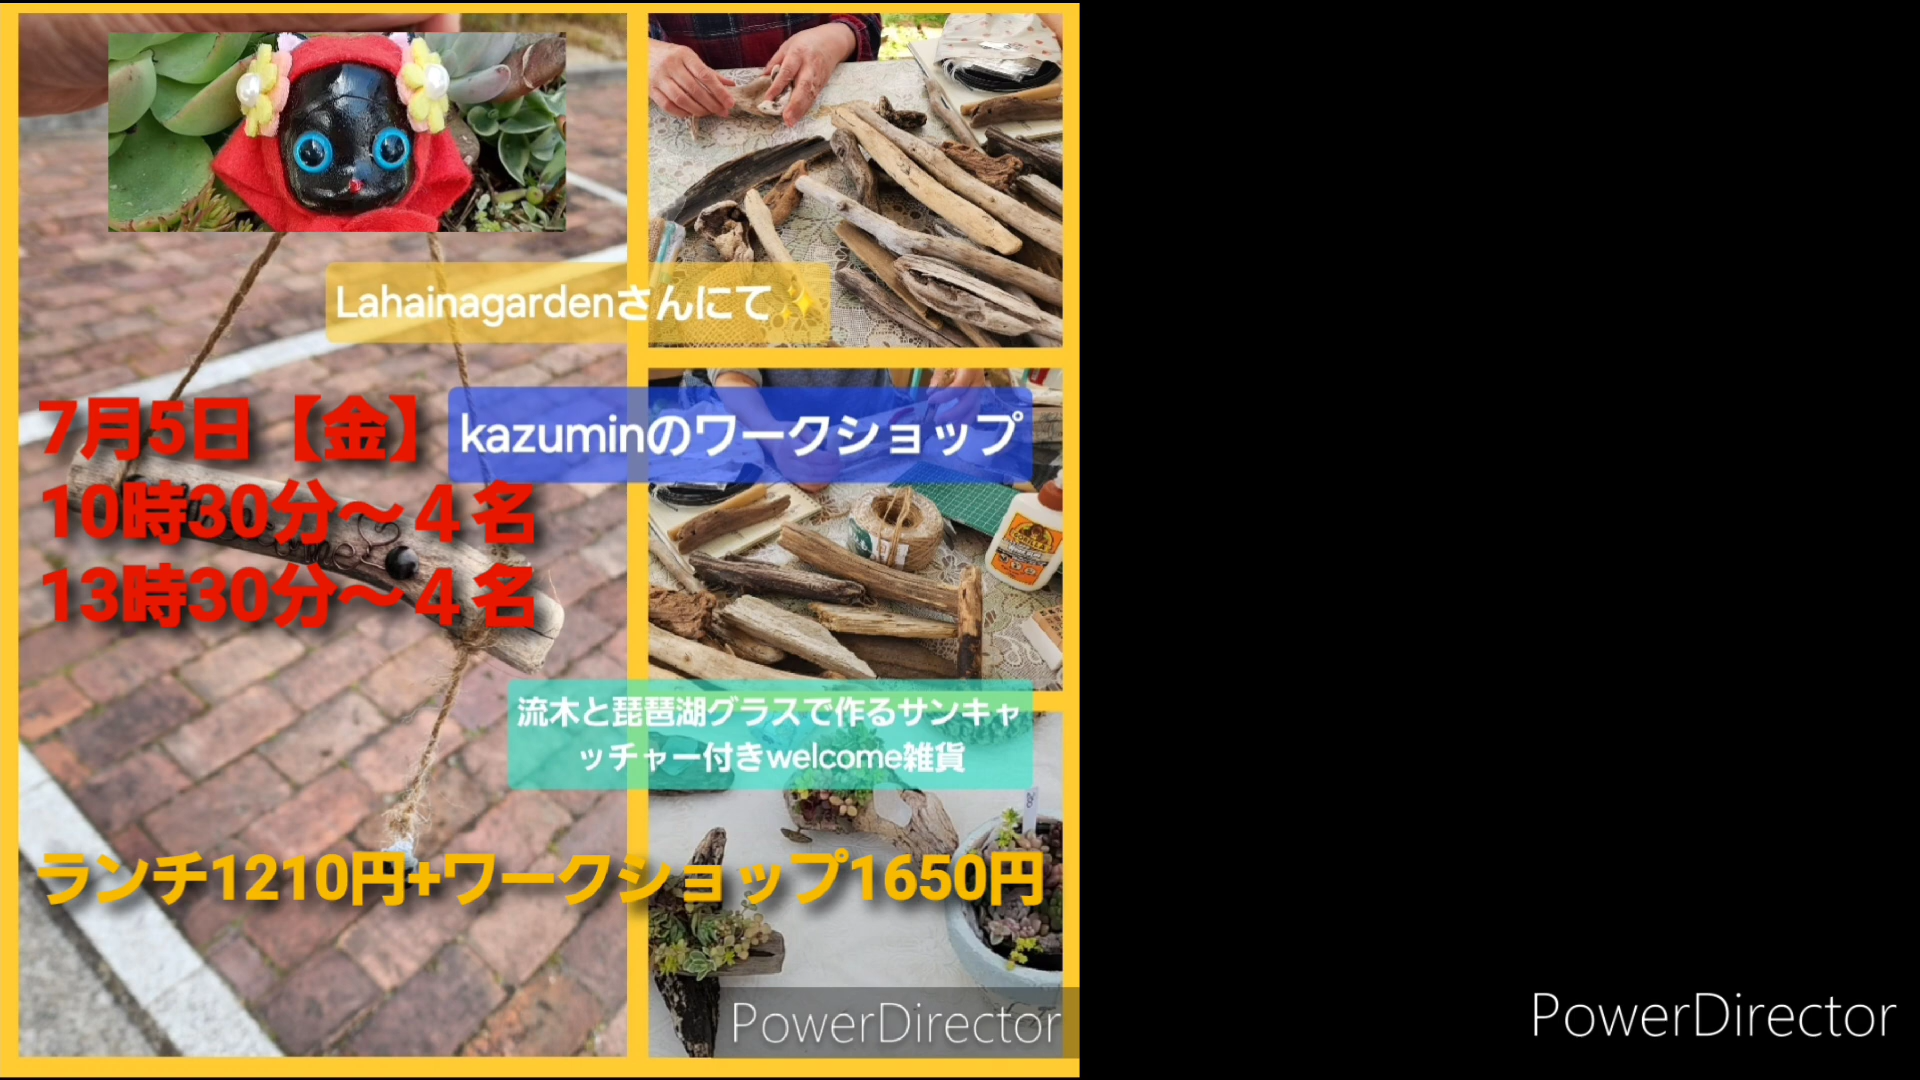 Lahainagardenさんにて✨
7月5日【金】
kazuminのワークショップ
10時30分～４名
13時30分～４名
流木と琵琶湖グラスで作るサンキャ
ッチャー付きwelcome雑貨
ランチ1210円+ワークショップ1650円
PowerDirector
PowerDirector